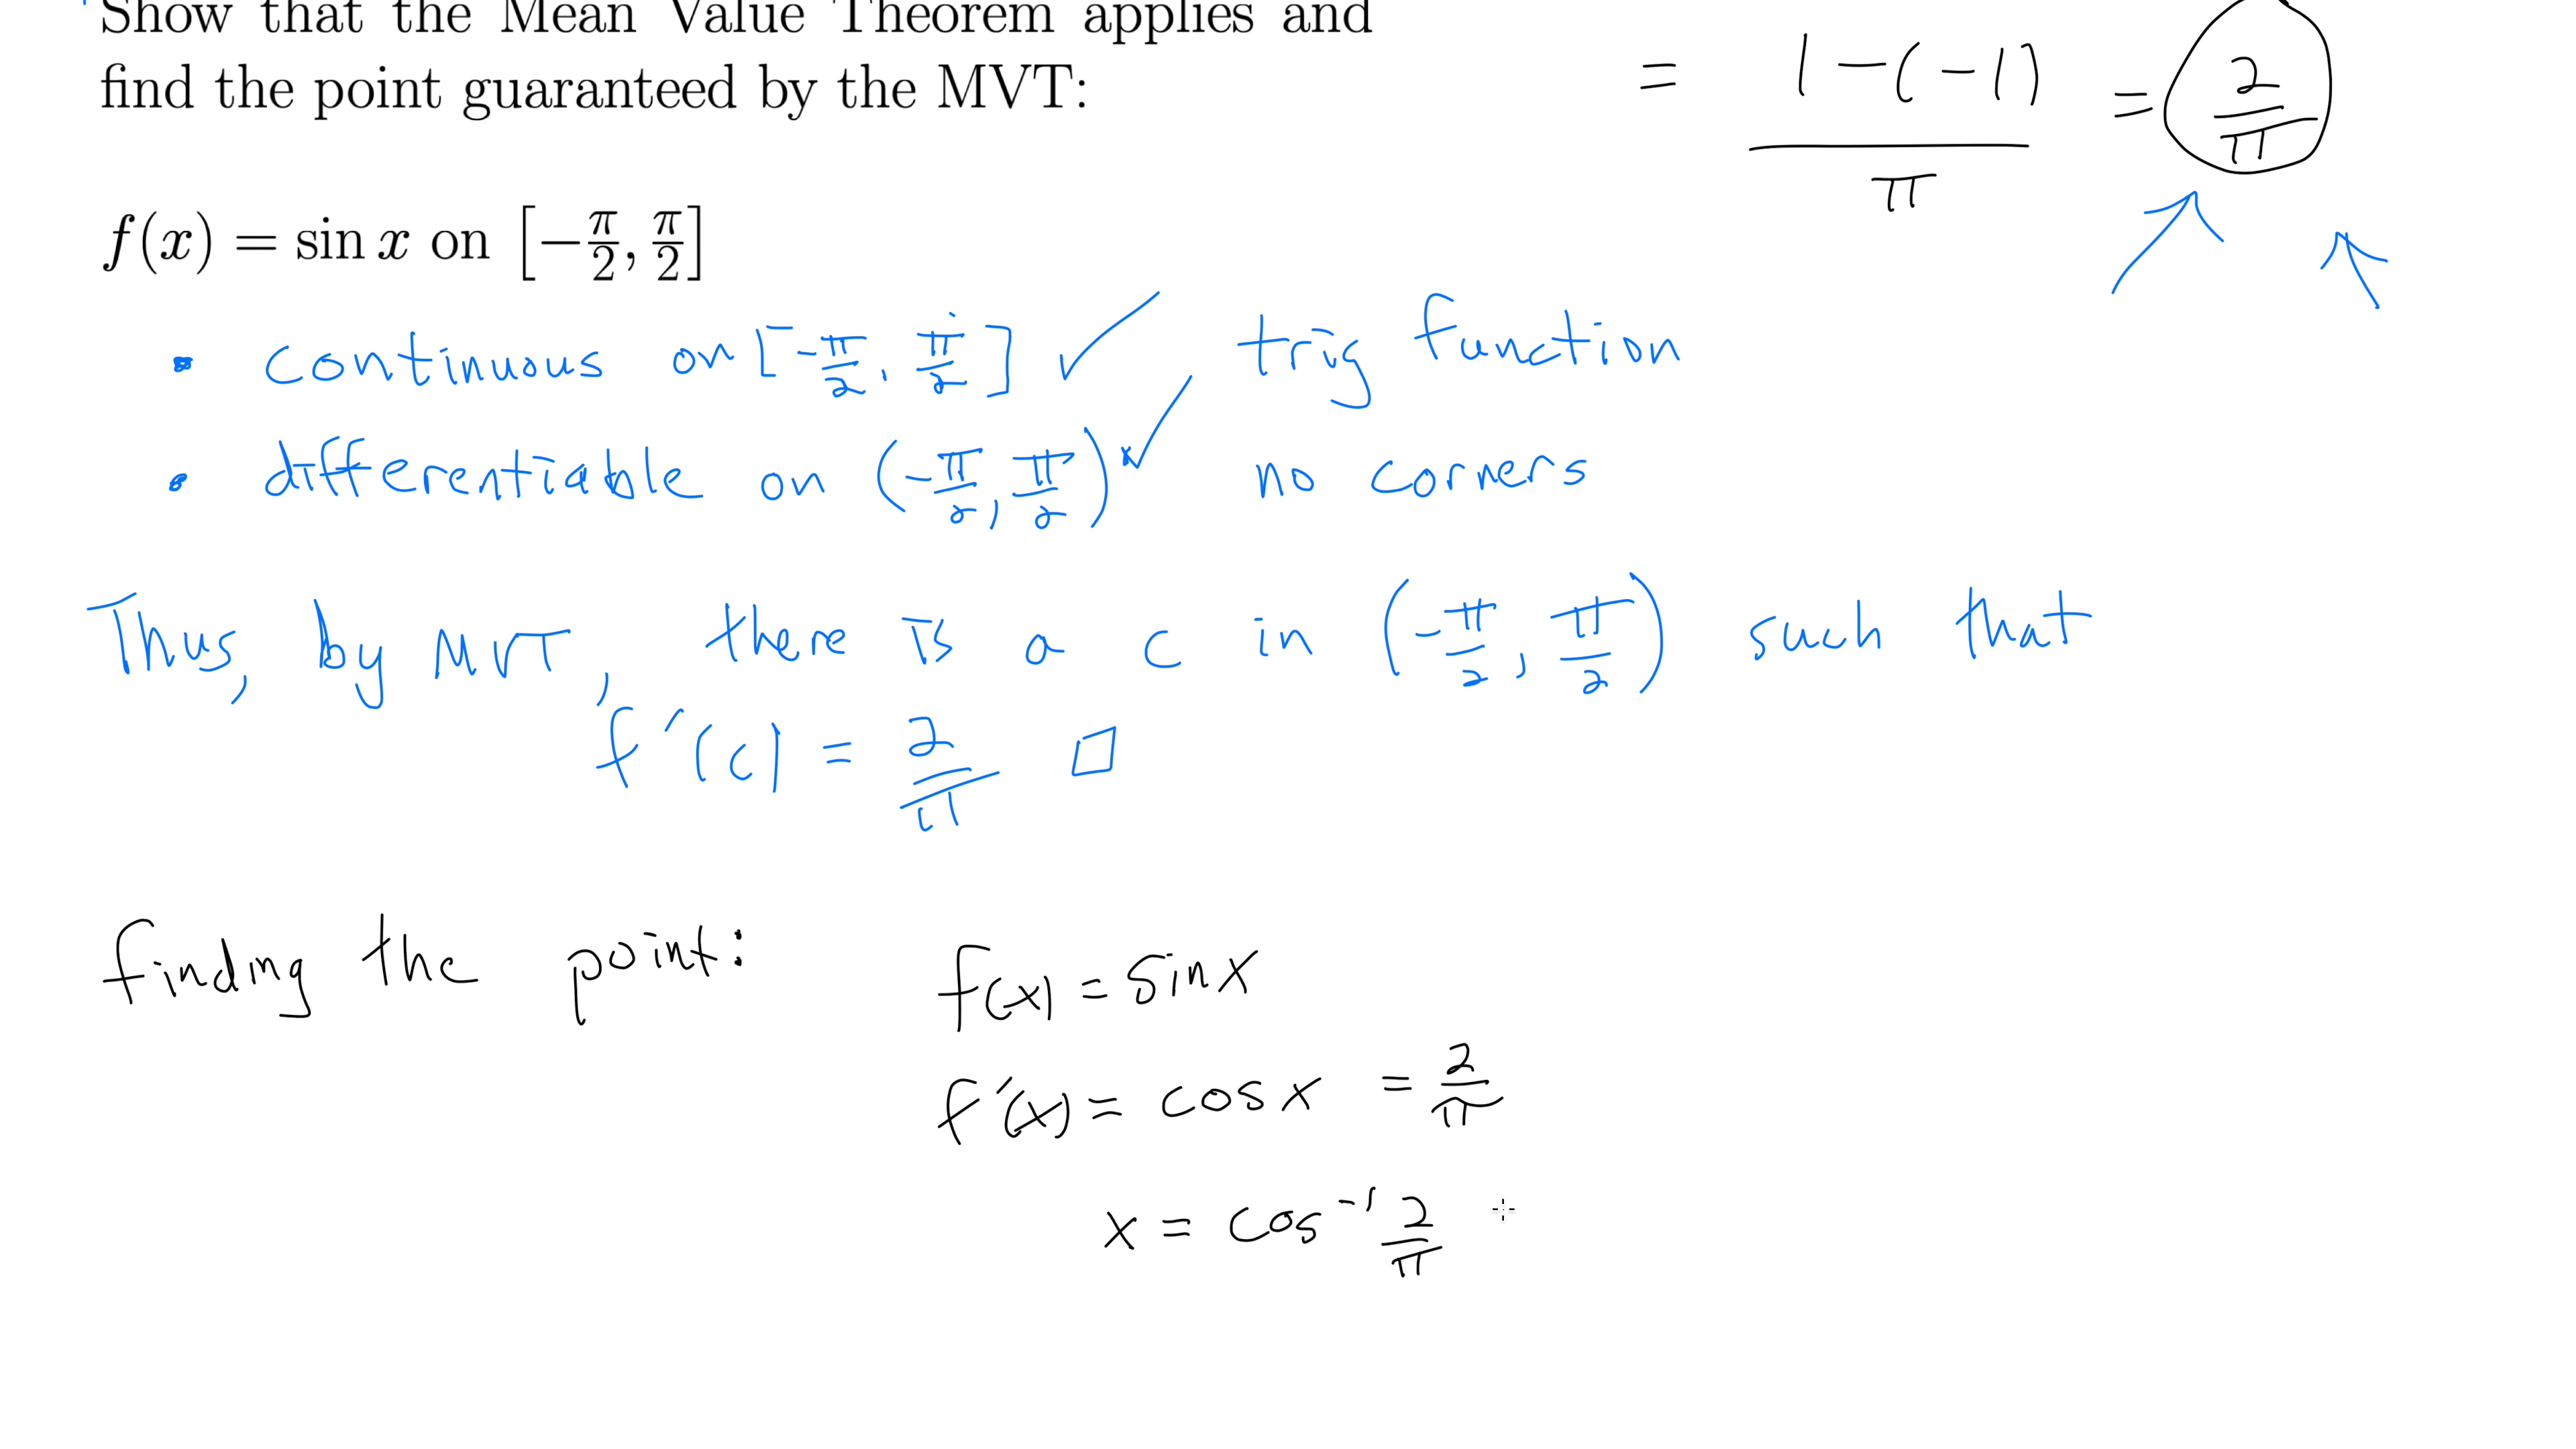 Show that the Mean Value Theorem applies and
find the point guaranteed by the MVT:
= (1-(-1))/π = 2/π
f(x) = sin x on [-π/2, π/2]
• continuous on [-π/2, π/2] ✓ trig function
• differentiable on (-π/2, π/2) ✓ no corners
Thus, by MVT, there is a c in (-π/2, π/2) such that
f'(c) = 2/π □
finding the point: f(x) = sinx
f'(x) = cos x = 2/π
x = cos⁻¹ 2/π